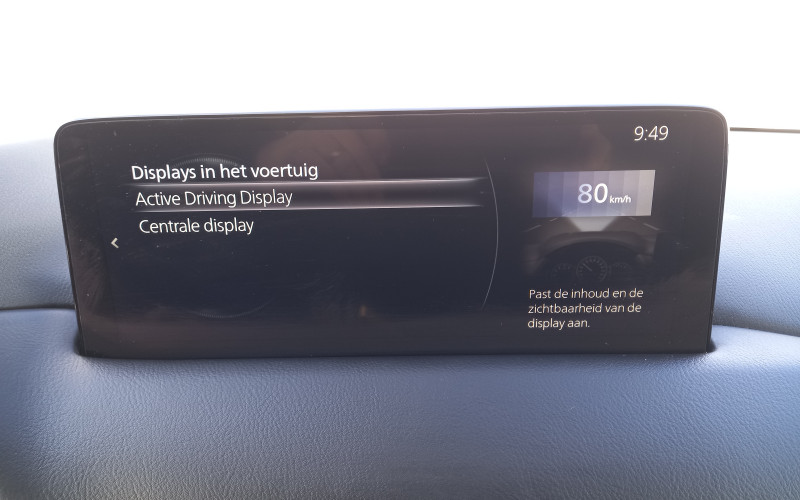 9:49
Displays in het voertuig
Active Driving Display
Centrale display
80 km/h
Past de inhoud en de
zichtbaarheid van de
display aan.